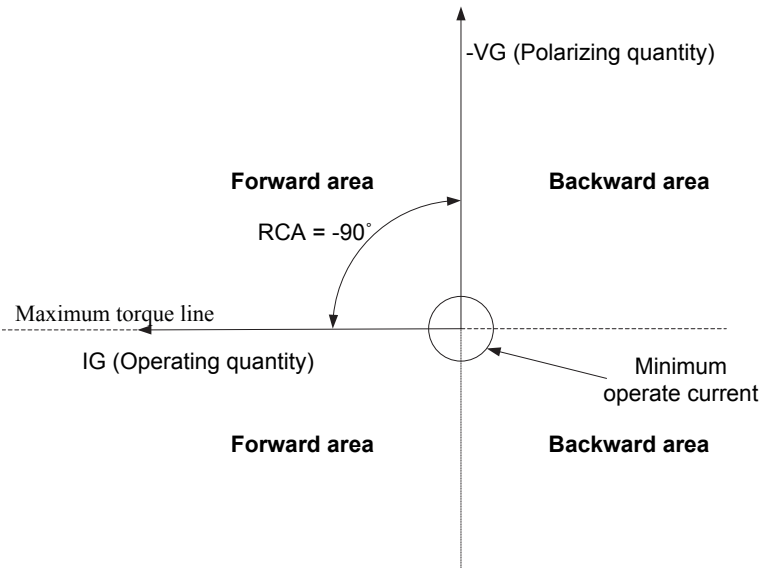 -VG (Polarizing quantity)
Forward area
Backward area
RCA = -90˚
Maximum torque line
IG (Operating quantity)
Minimum
operate current
Forward area
Backward area